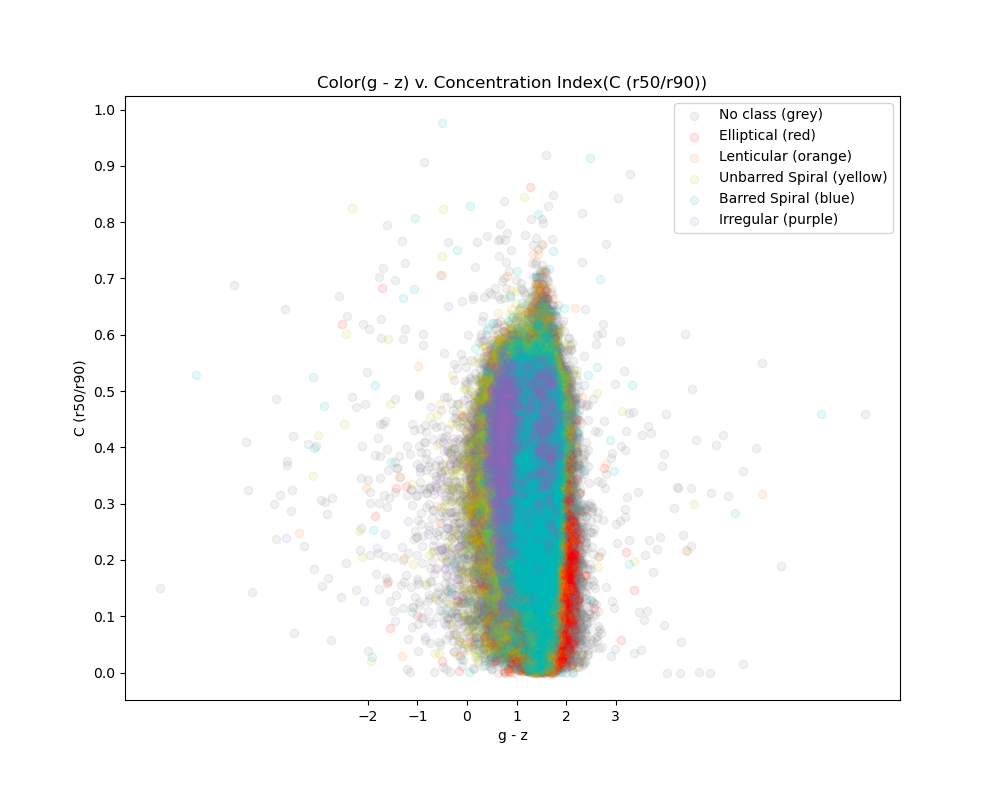 Color(g - z) v. Concentration Index(C (r50/r90))
1.0
0.9
0.8
0.7
0.6
0.5
0.4
0.3
0.2
0.1
0.0
C (r50/r90)
No class (grey)
Elliptical (red)
Lenticular (orange)
Unbarred Spiral (yellow)
Barred Spiral (blue)
Irregular (purple)
−2 −1 0 1 2 3
g - z